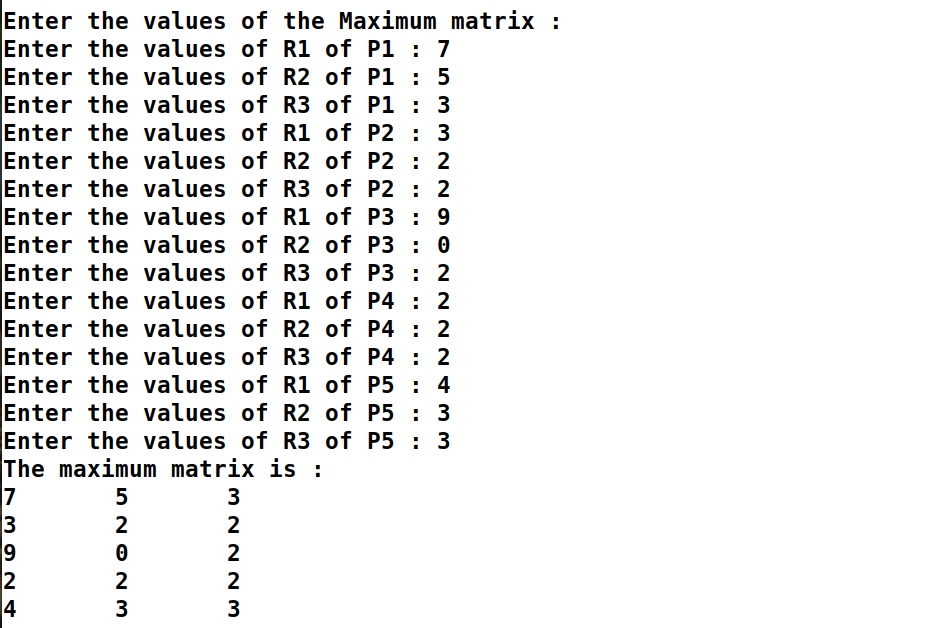 Enter the values of the Maximum matrix :
Enter the values of R1 of P1 : 7
Enter the values of R2 of P1 : 5
Enter the values of R3 of P1 : 3
Enter the values of R1 of P2 : 3
Enter the values of R2 of P2 : 2
Enter the values of R3 of P2 : 2
Enter the values of R1 of P3 : 9
Enter the values of R2 of P3 : 0
Enter the values of R3 of P3 : 2
Enter the values of R1 of P4 : 2
Enter the values of R2 of P4 : 2
Enter the values of R3 of P4 : 2
Enter the values of R1 of P5 : 4
Enter the values of R2 of P5 : 3
Enter the values of R3 of P5 : 3
The maximum matrix is :
7	5	3
3	2	2
9	0	2
2	2	2
4	3	3